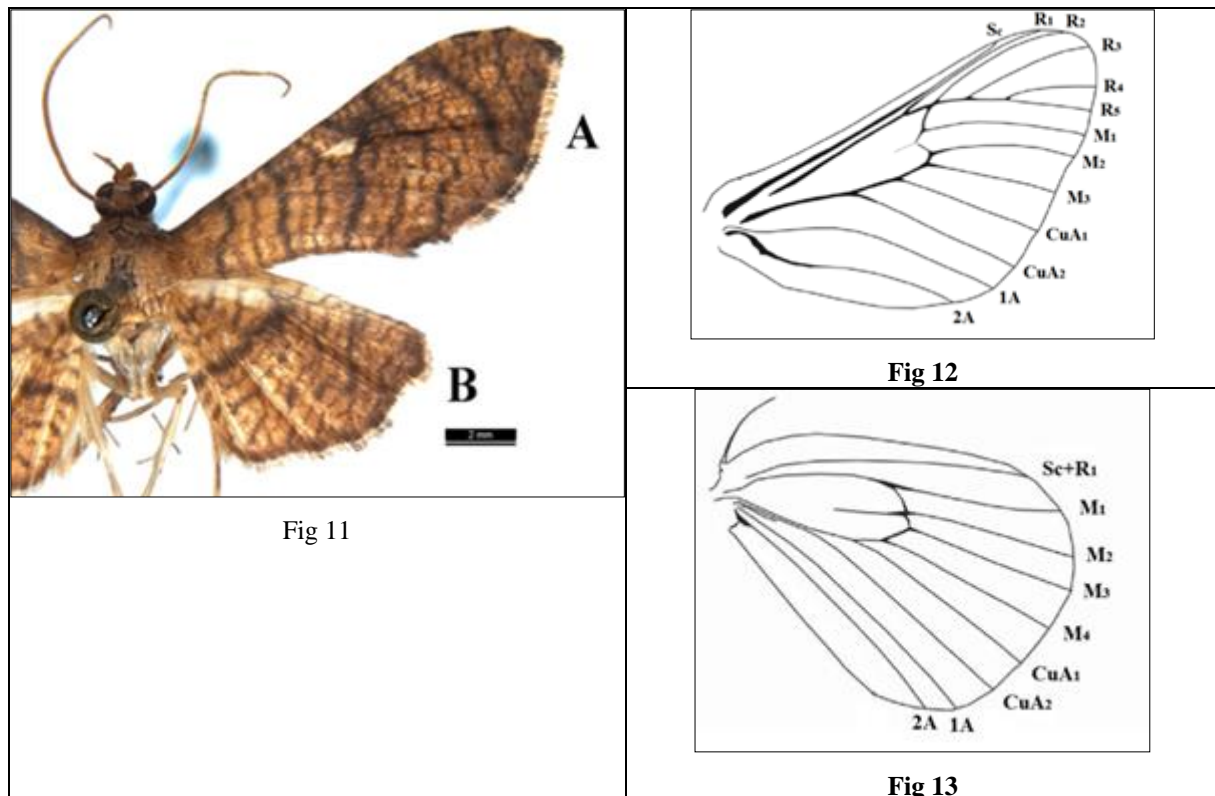 A
B
2 mm
Fig 11
Sc
R1
R2
R3
R4
R5
M1
M2
M3
CuA1
CuA2
1A
2A
Fig 12
Sc+R1
M1
M2
M3
M4
CuA1
CuA2
2A 1A
Fig 13